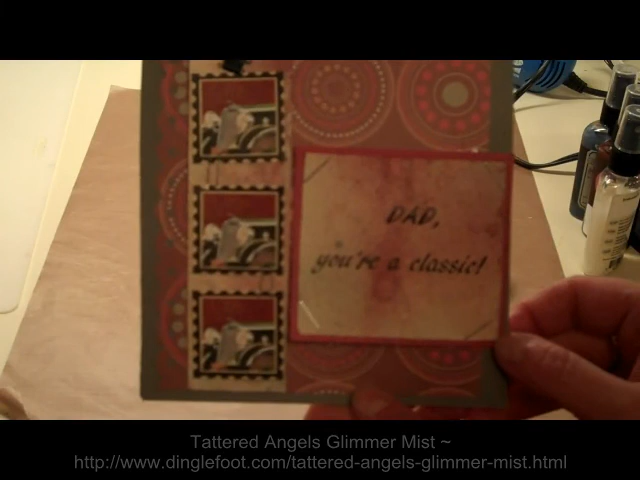 DAD,
you're a classic!
Tattered Angels Glimmer Mist ~
http://www.dinglefoot.com/tattered-angels-glimmer-mist.html